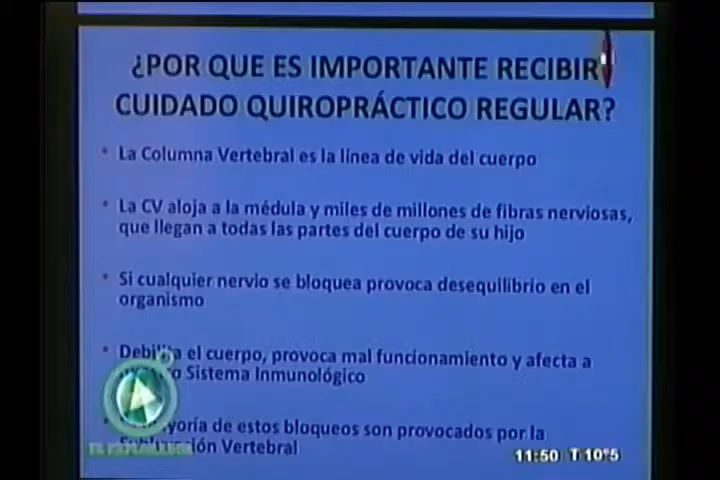 ¿POR QUE ES IMPORTANTE RECIBIR
CUIDADO QUIROPRÁCTICO REGULAR?
• La Columna Vertebral es la línea de vida del cuerpo
• La CV aloja a la médula y miles de millones de fibras nerviosas,
que llegan a todas las partes del cuerpo de su hijo
• Si cualquier nervio se bloquea provoca desequilibrio en el
organismo
• Debilita el cuerpo, provoca mal funcionamiento y afecta a
Sistema Inmunológico
de estos bloqueos son provocados por la
Vertebral
11:50 T 10°5